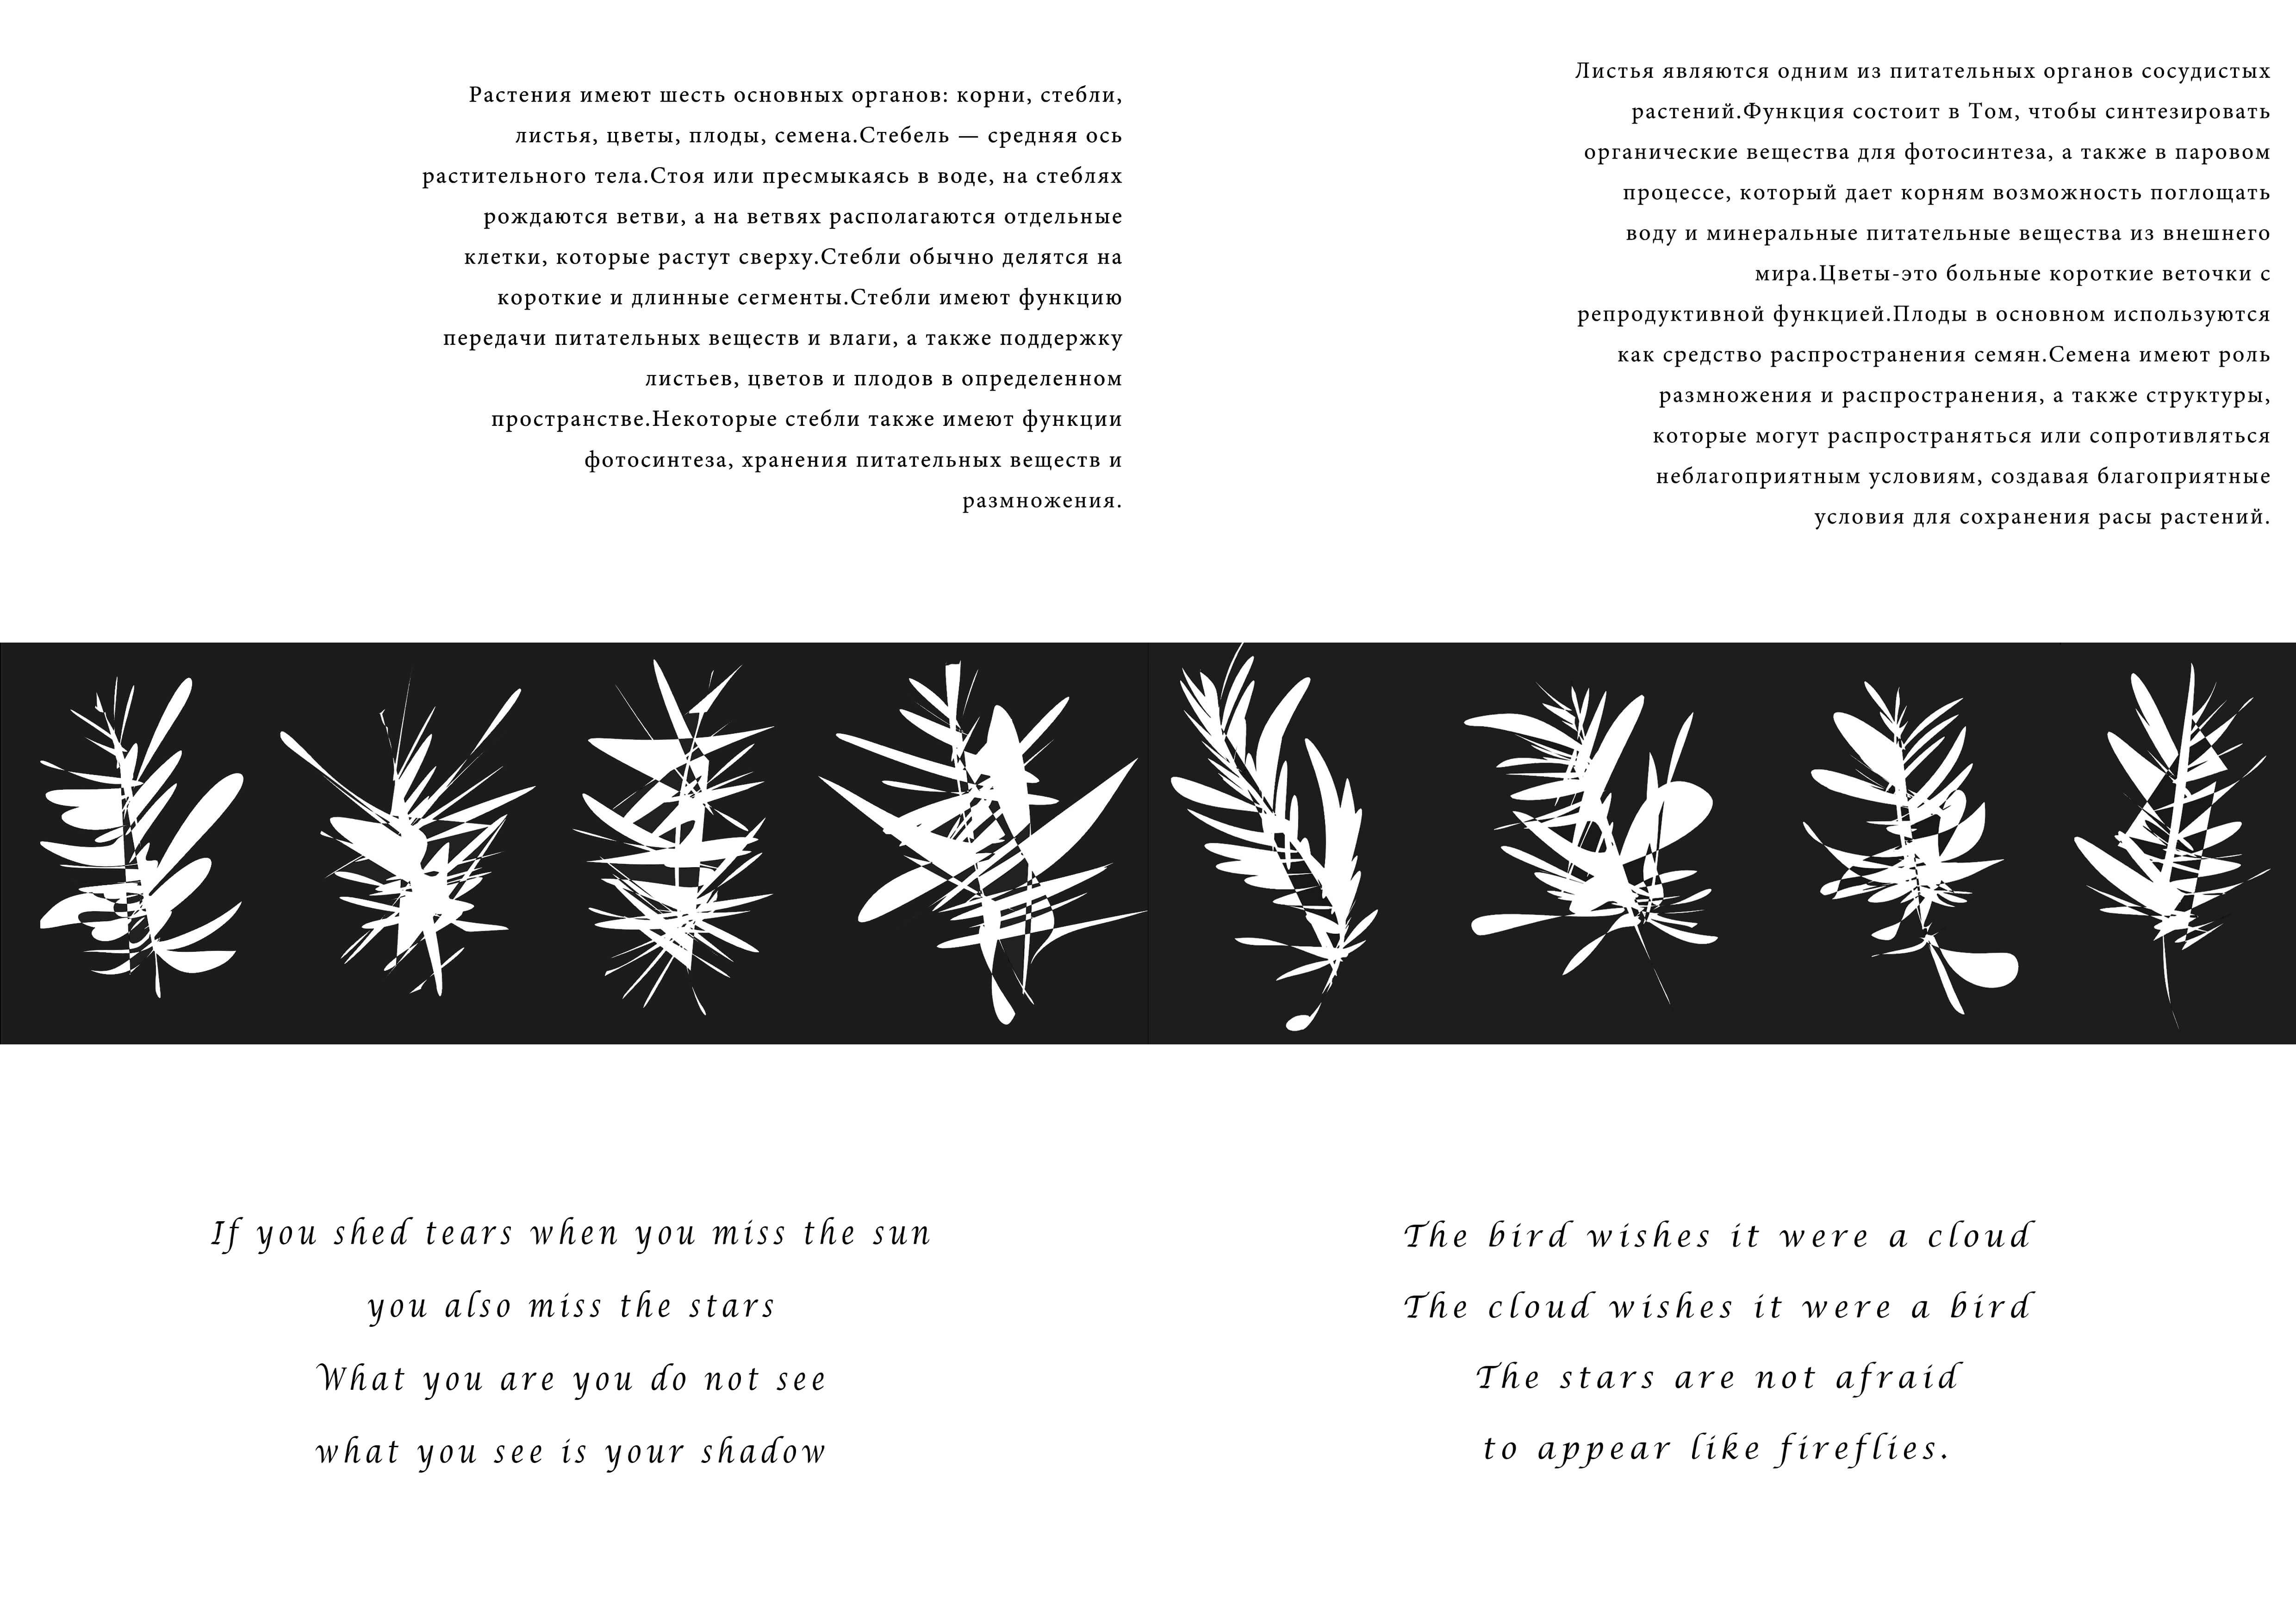 Растения имеют шесть основных органов: корни, стебли,
листья, цветы, плоды, семена.Стебель — средняя ось
растительного тела.Стоя или пресмыкаясь в воде, на стеблях
рождаются ветви, а на ветвях располагаются отдельные
клетки, которые растут сверху.Стебли обычно делятся на
короткие и длинные сегменты.Стебли имеют функцию
передачи питательных веществ и влаги, а также поддержку
листьев, цветов и плодов в определенном
пространстве.Некоторые стебли также имеют функции
фотосинтеза, хранения питательных веществ и
размножения.
Листья являются одним из питательных органов сосудистых
растений.Функция состоит в Том, чтобы синтезировать
органические вещества для фотосинтеза, а также в паровом
процессе, который дает корням возможность поглощать
воду и минеральные питательные вещества из внешнего
мира.Цветы-это больные короткие веточки с
репродуктивной функцией.Плоды в основном используются
как средство распространения семян.Семена имеют роль
размножения и распространения, а также структуры,
которые могут распространяться или сопротивляться
неблагоприятным условиям, создавая благоприятные
условия для сохранения расы растений.
If you shed tears when you miss the sun
you also miss the stars
What you are you do not see
what you see is your shadow
The bird wishes it were a cloud
The cloud wishes it were a bird
The stars are not afraid
to appear like fireflies.